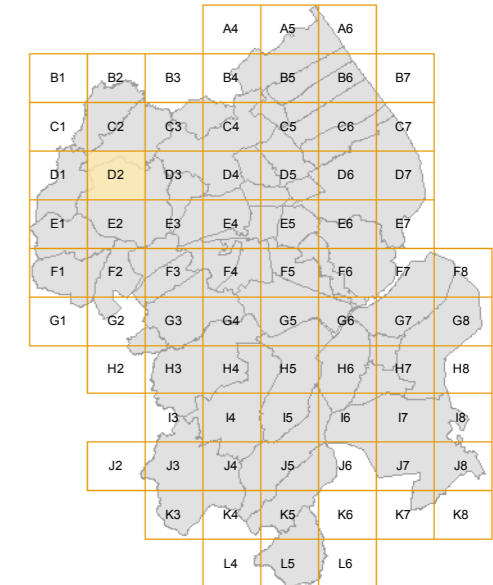 A4 A5 A6
B1 B2 B3 B4 B5 B6 B7
C1 C2 C3 C4 C5 C6 C7
D1 D2 D3 D4 D5 D6 D7
E1 E2 E3 E4 E5 E6 E7
F1 F2 F3 F4 F5 F6 F7 F8
G1 G2 G3 G4 G5 G6 G7 G8
H2 H3 H4 H5 H6 H7 H8
I3 I4 I5 I6 I7 I8
J2 J3 J4 J5 J6 J7 J8
K3 K4 K5 K6 K7 K8
L4 L5 L6